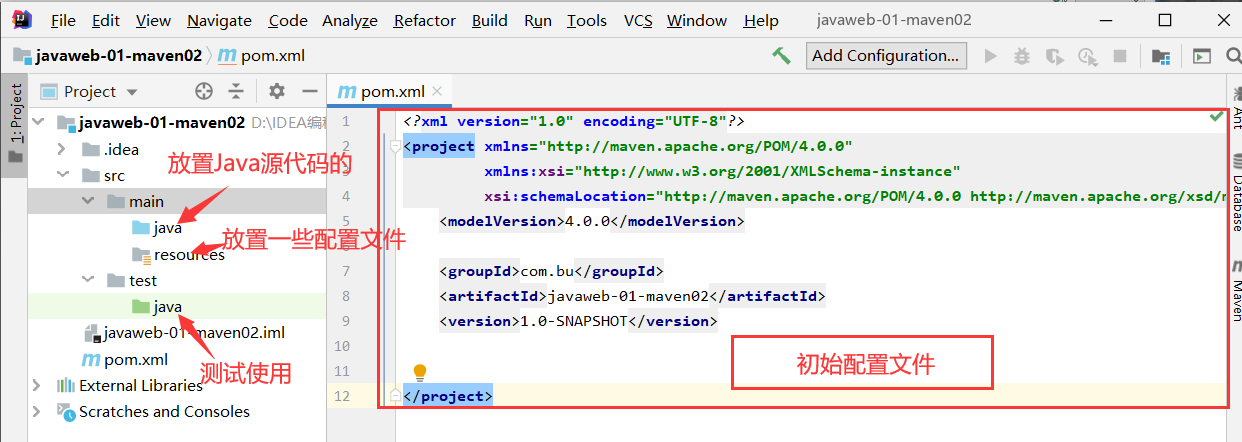 File Edit View Navigate Code Analyze Refactor Build Run Tools VCS Window Help javaweb-01-maven02
javaweb-01-maven02 pom.xml Add Configuration...
1: Project
Project
pom.xml
javaweb-01-maven02 D:\IDEA编程
.idea
src
放置Java源代码的
main
java
放置一些配置文件
resources
test
java
javaweb-01-maven02.iml
pom.xml
测试使用
External Libraries
Scratches and Consoles
1 <?xml version="1.0" encoding="UTF-8"?>
2 <project xmlns="http://maven.apache.org/POM/4.0.0"
3 xmlns:xsi="http://www.w3.org/2001/XMLSchema-instance"
4 xsi:schemaLocation="http://maven.apache.org/POM/4.0.0 http://maven.apache.org/xsd/m
5 <modelVersion>4.0.0</modelVersion>
6
7 <groupId>com.bu</groupId>
8 <artifactId>javaweb-01-maven02</artifactId>
9 <version>1.0-SNAPSHOT</version>
10
11
12 </project>
初始配置文件
Ant
Database
Maven